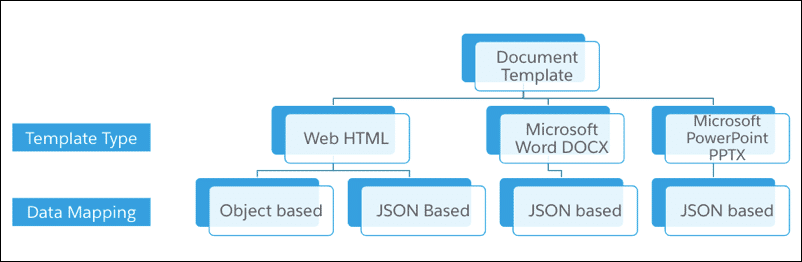 Document
Template
Template Type
Web HTML
Microsoft
Word DOCX
Microsoft
PowerPoint
PPTX
Data Mapping
Object based
JSON Based
JSON based
JSON based